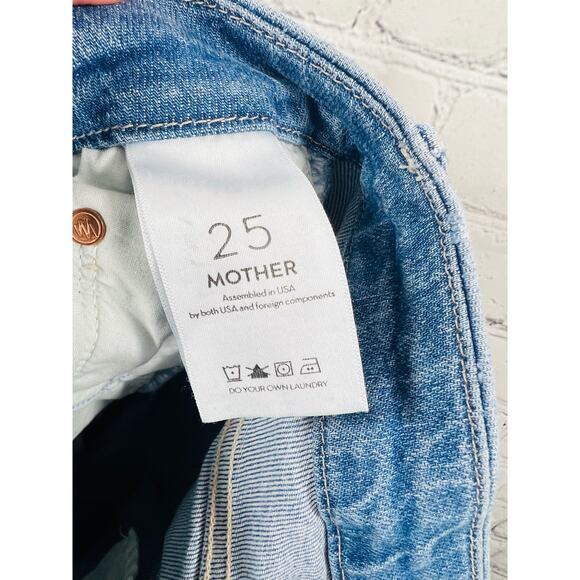 25
MOTHER
Assembled in USA
by both USA and foreign components
DO YOUR OWN LAUNDRY